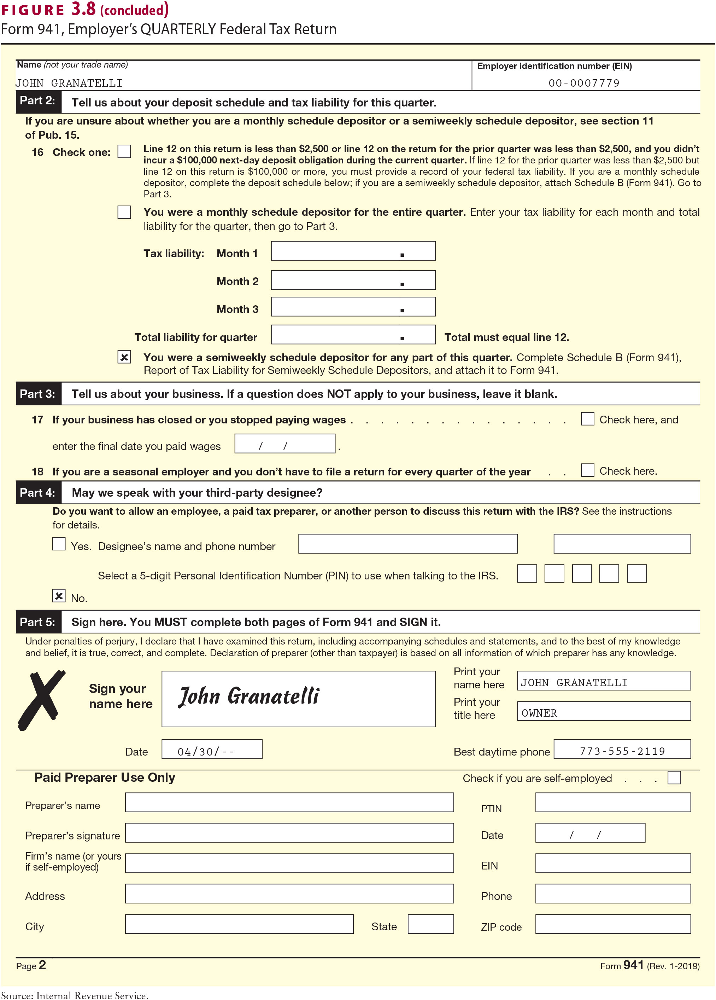 FIGURE 3.8 (concluded)
Form 941, Employer’s QUARTERLY Federal Tax Return
Name (not your trade name)
Employer identification number (EIN)
JOHN GRANATELLI
00-0007779
Part 2: Tell us about your deposit schedule and tax liability for this quarter.
If you are unsure about whether you are a monthly schedule depositor or a semiweekly schedule depositor, see section 11
of Pub. 15.
16 Check one: Line 12 on this return is less than $2,500 or line 12 on the return for the prior quarter was less than $2,500, and you didn’t
incur a $100,000 next-day deposit obligation during the current quarter. If line 12 for the prior quarter was less than $2,500 but
line 12 on this return is $100,000 or more, you must provide a record of your federal tax liability. If you are a monthly schedule
depositor, complete the deposit schedule below; if you are a semiweekly schedule depositor, attach Schedule B (Form 941). Go to
Part 3.
You were a monthly schedule depositor for the entire quarter. Enter your tax liability for each month and total
liability for the quarter, then go to Part 3.
Tax liability: Month 1 .
Month 2 .
Month 3 .
Total liability for quarter . Total must equal line 12.
x You were a semiweekly schedule depositor for any part of this quarter. Complete Schedule B (Form 941),
Report of Tax Liability for Semiweekly Schedule Depositors, and attach it to Form 941.
Part 3: Tell us about your business. If a question does NOT apply to your business, leave it blank.
17 If your business has closed or you stopped paying wages . . . . . . . . . . . . . . . Check here, and
enter the final date you paid wages / / .
18 If you are a seasonal employer and you don’t have to file a return for every quarter of the year . . Check here.
Part 4: May we speak with your third-party designee?
Do you want to allow an employee, a paid tax preparer, or another person to discuss this return with the IRS? See the instructions
for details.
Yes. Designee’s name and phone number
Select a 5-digit Personal Identification Number (PIN) to use when talking to the IRS.
x No.
Part 5: Sign here. You MUST complete both pages of Form 941 and SIGN it.
Under penalties of perjury, I declare that I have examined this return, including accompanying schedules and statements, and to the best of my knowledge
and belief, it is true, correct, and complete. Declaration of preparer (other than taxpayer) is based on all information of which preparer has any knowledge.
X Sign your
name here
John Granatelli
Print your
name here
JOHN GRANATELLI
Print your
title here
OWNER
Date 04/30/--
Best daytime phone 773-555-2119
Paid Preparer Use Only
Check if you are self-employed . . .
Preparer’s name
PTIN
Preparer’s signature
Date / /
Firm’s name (or yours
if self-employed)
EIN
Address
Phone
City
State
ZIP code
Page 2
Form 941 (Rev. 1-2019)
Source: Internal Revenue Service.